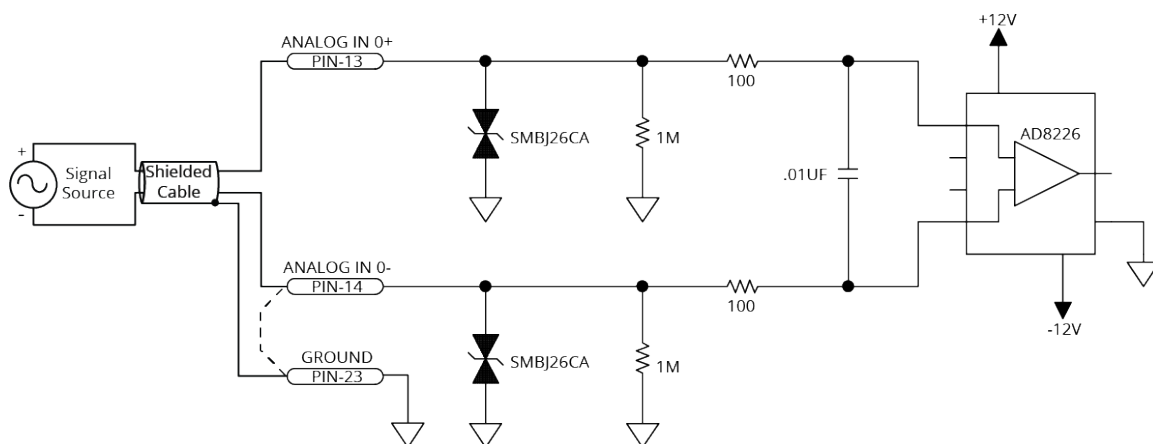 +12V
ANALOG IN 0+
PIN-13
100
AD8226
SMBJ26CA
1M
+
Signal
Source
-
Shielded
Cable
.01UF
ANALOG IN 0-
PIN-14
100
-12V
GROUND
PIN-23
SMBJ26CA
1M